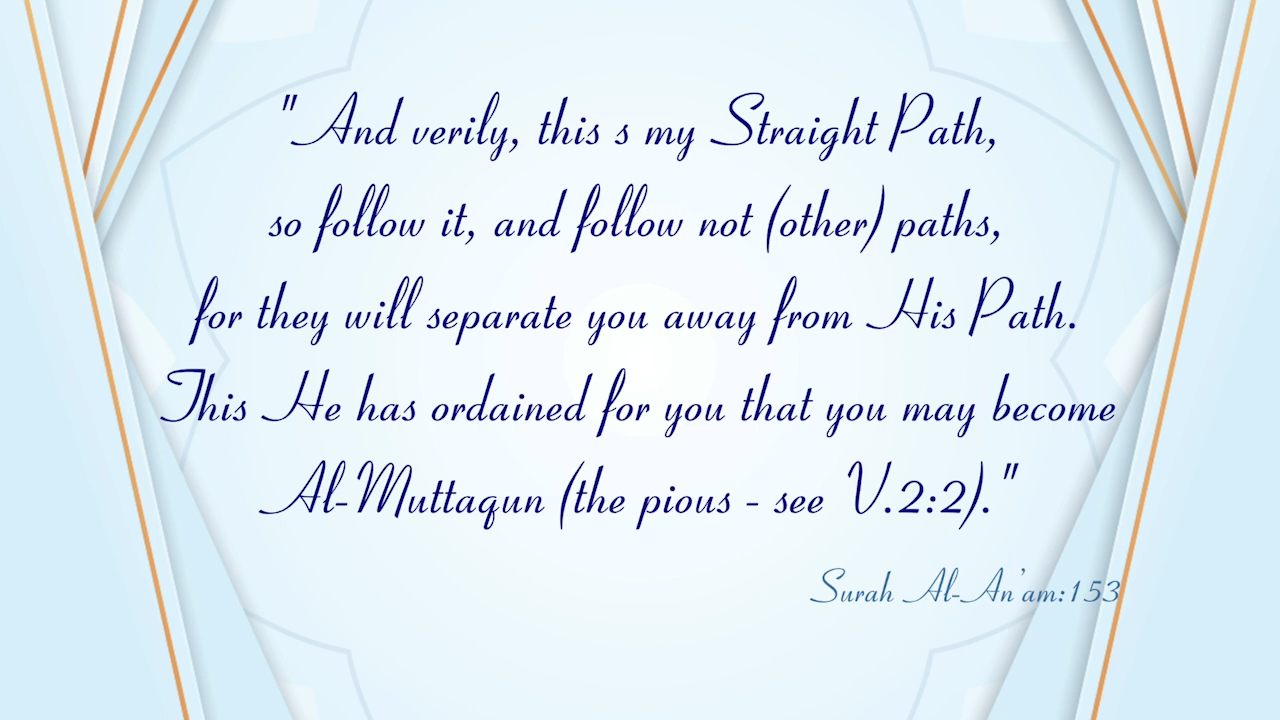 "And verily, this s my Straight Path,
so follow it, and follow not (other) paths,
for they will separate you away from His Path.
This He has ordained for you that you may become
Al-Muttaqun (the pious - see V.2:2)."
Surah Al-An'am:153